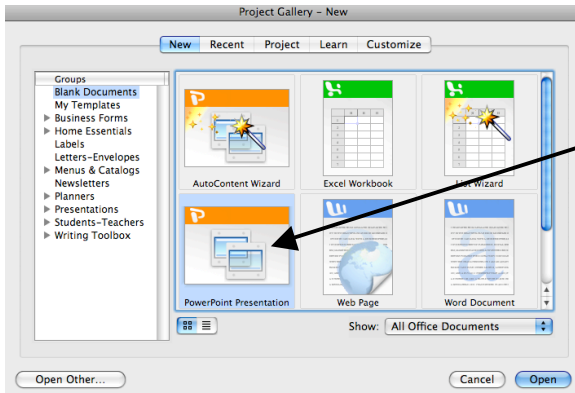 Project Gallery – New
New Recent Project Learn Customize
Groups
Blank Documents
My Templates
Business Forms
Home Essentials
Labels
Letters-Envelopes
Menus & Catalogs
Newsletters
Planners
Presentations
Students-Teachers
Writing Toolbox
AutoContent Wizard Excel Workbook List Wizard
PowerPoint Presentation Web Page Word Document
Show: All Office Documents
Open Other... Cancel Open